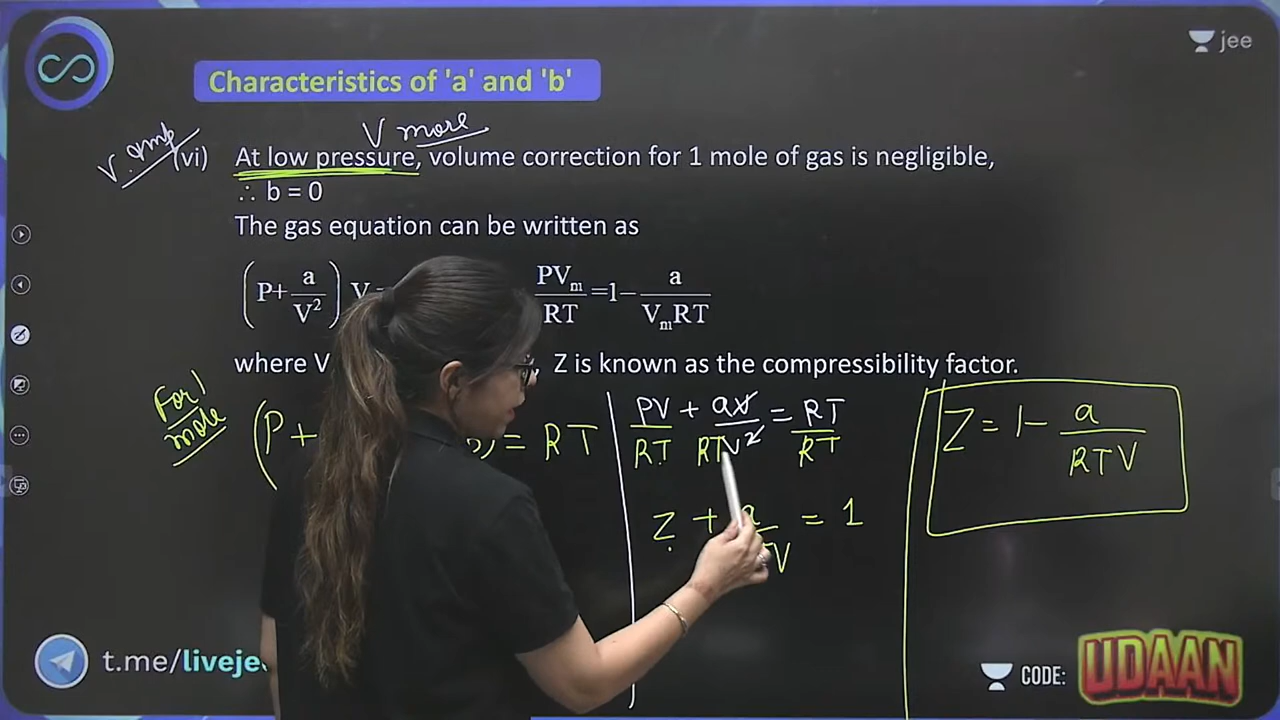 jee
Characteristics of 'a' and 'b'
V more
V. Imp
(vi) At low pressure, volume correction for 1 mole of gas is negligible,
∴ b = 0
The gas equation can be written as
(P+ a/V²) V PVm/RT =1− a/VmRT
where V , Z is known as the compressibility factor.
For 1
mole
(P + ) = RT
PV/RT + aV/RTV² = RT/RT
Z + a/ V = 1
Z = 1 − a/RTV
t.me/liveje
CODE: UDAAN